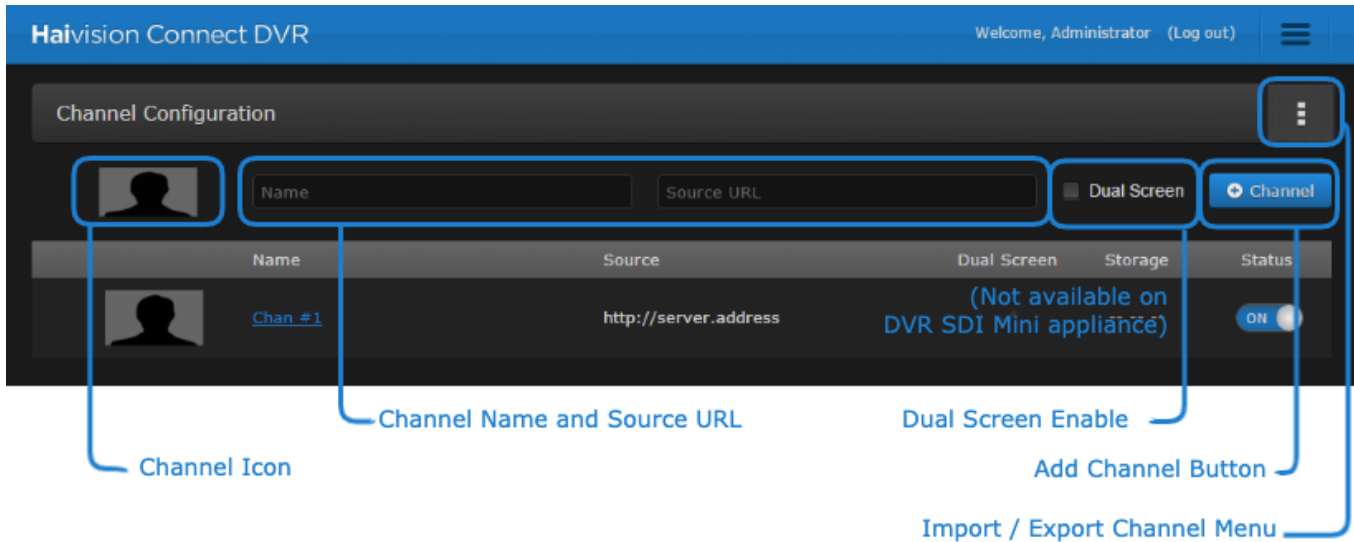 Haivision Connect DVR
Welcome, Administrator (Log out)
Channel Configuration
Name
Source URL
Dual Screen
Channel
Name Source Dual Screen Storage Status
Chan #1
http://server.address
(Not available on
DVR SDI Mini appliance)
ON
Channel Name and Source URL
Dual Screen Enable
Channel Icon
Add Channel Button
Import / Export Channel Menu